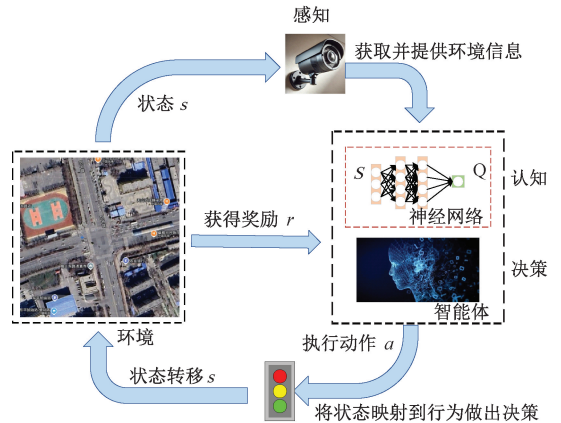 感知
获取并提供环境信息
状态 s
S
Q
神经网络
认知
获得奖励 r
决策
智能体
环境
执行动作 a
状态转移 s
将状态映射到行为做出决策